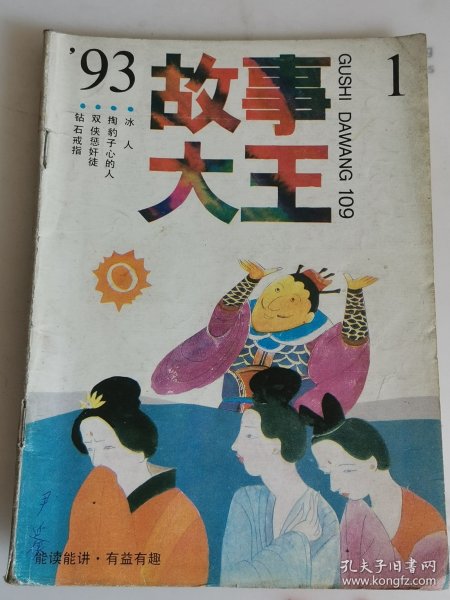 '93
故事
大王
GUSHI DAWANG 109
1
冰人
掏豹子心的人
双侠惩奸徒
钻石戒指
能读能讲·有益有趣
孔夫子旧书网
www.kongfz.com